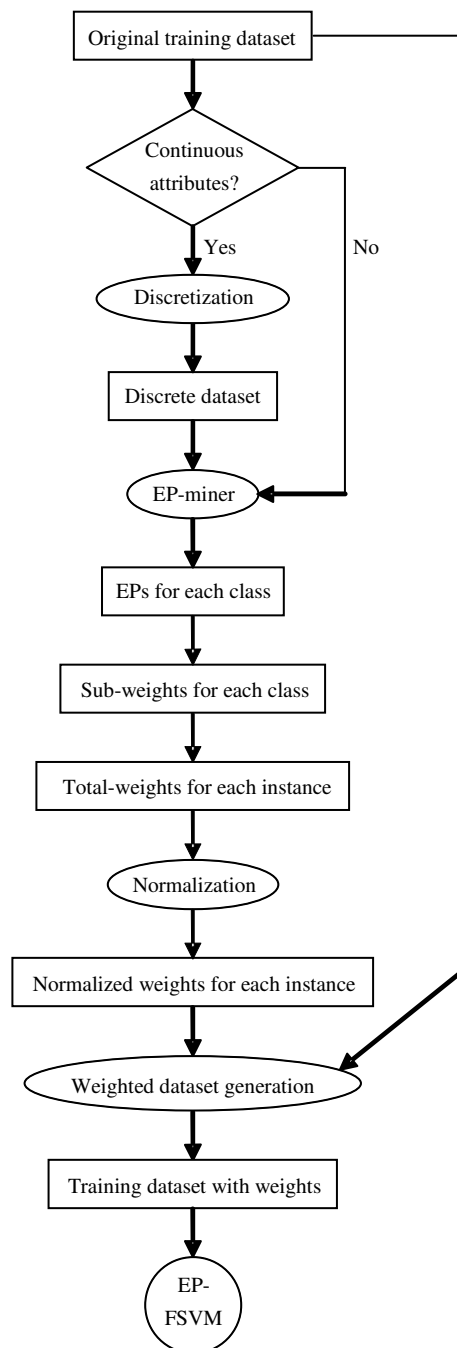 Original training dataset
Continuous
attributes?
Yes
No
Discretization
Discrete dataset
EP-miner
EPs for each class
Sub-weights for each class
Total-weights for each instance
Normalization
Normalized weights for each instance
Weighted dataset generation
Training dataset with weights
EP-
FSVM